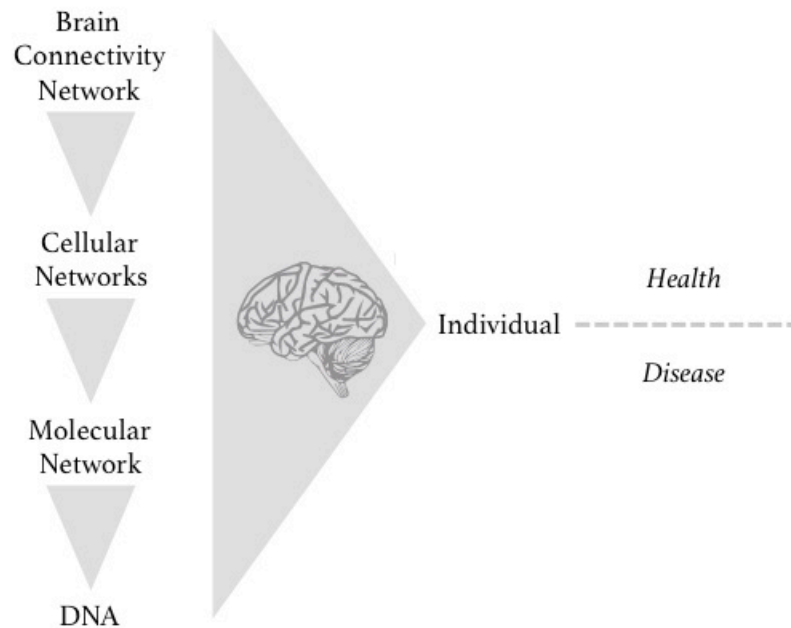 Brain
Connectivity
Network
Cellular
Networks
Molecular
Network
DNA
Individual
Health
Disease